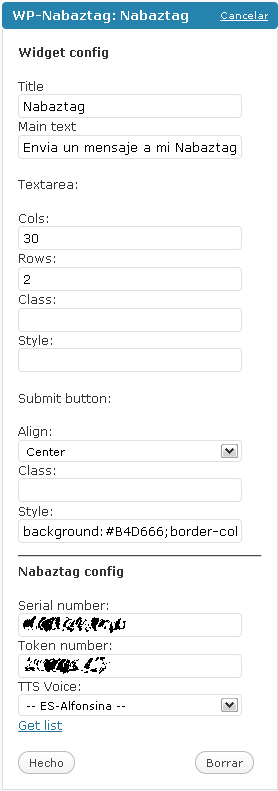 WP-Nabaztag: Nabaztag Cancelar
Widget config
Title
Nabaztag
Main text
Envia un mensaje a mi Nabaztag
Textarea:
Cols:
30
Rows:
2
Class:
Style:
Submit button:
Align:
Center
Class:
Style:
background:#B4D666;border-col
Nabaztag config
Serial number:
Token number:
TTS Voice:
-- ES-Alfonsina --
Get list
Hecho Borrar